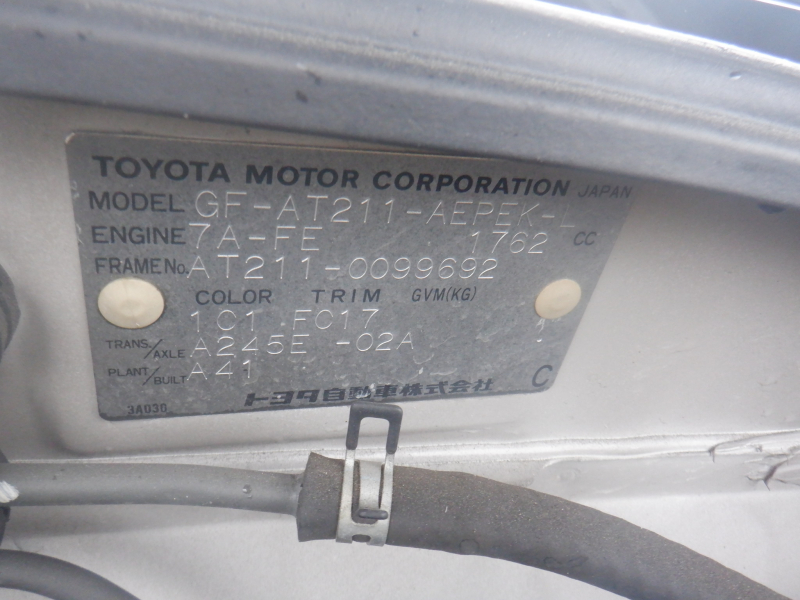 TOYOTA MOTOR CORPORATION JAPAN
MODEL GF-AT211-AEPEK-L
ENGINE 7A-FE 1762 CC
FRAME No. AT211-0099692
COLOR TRIM GVM(KG)
1C1 FC17
TRANS./AXLE A245E -02A
PLANT/BUILT A41
トヨタ自動車株式会社 C
3A030